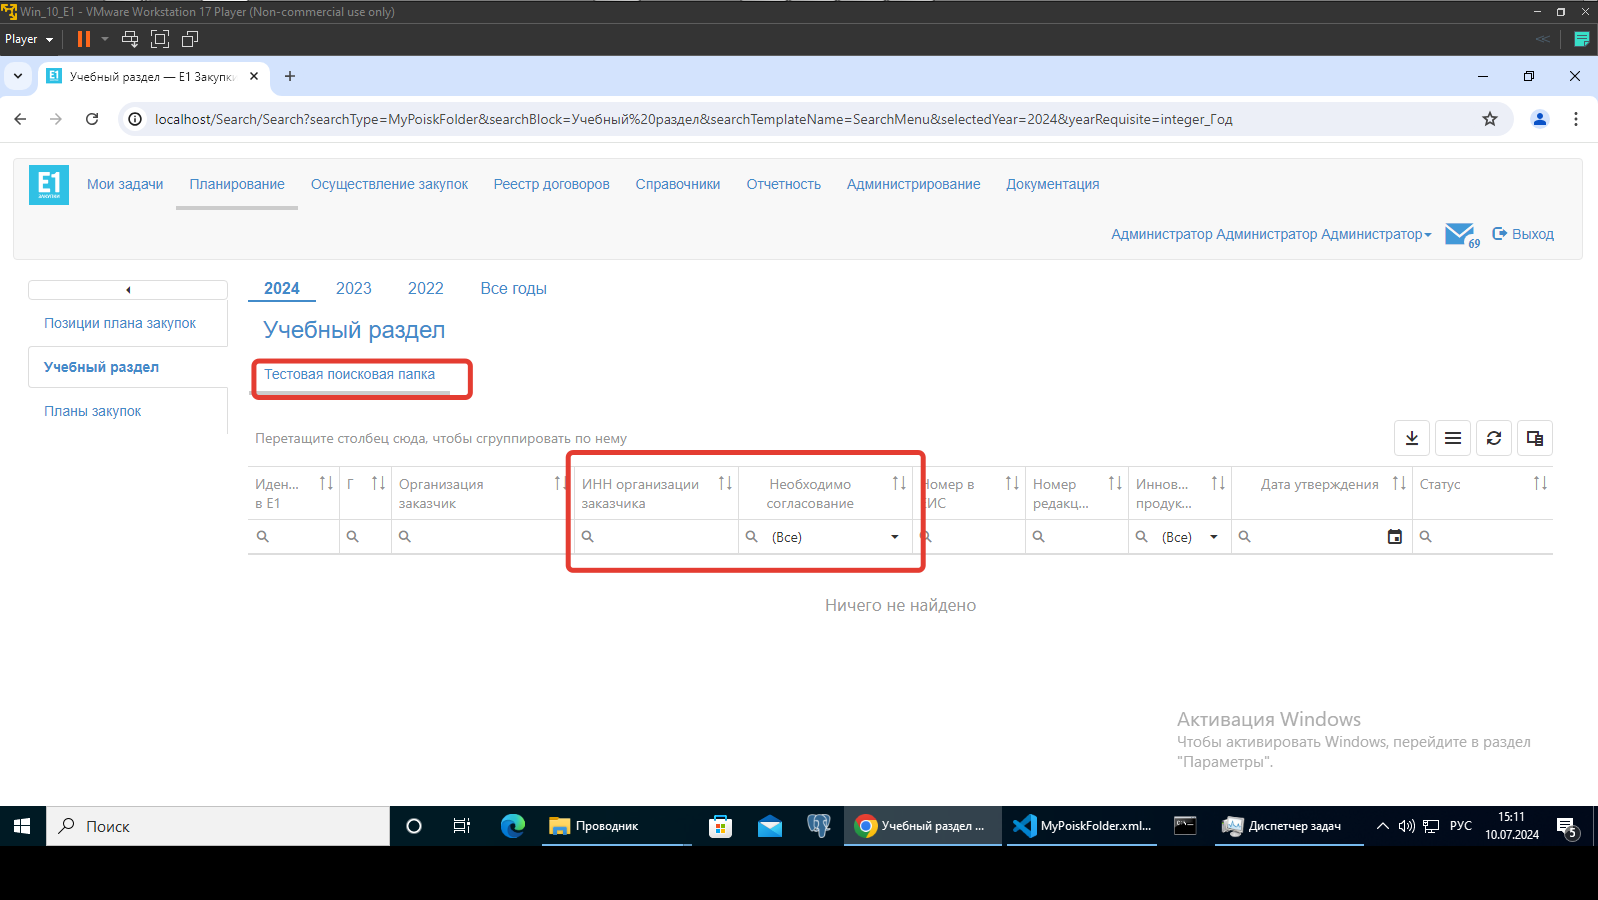 Win_10_E1 - VMware Workstation 17 Player (Non-commercial use only)
Player
Учебный раздел — Е1 Закупки
localhost/Search/Search?searchType=MyPoiskFolder&searchBlock=Учебный%20раздел&searchTemplateName=SearchMenu&selectedYear=2024&yearRequisite=integer_Год
E1
ЗАКУПКИ
Мои задачи Планирование Осуществление закупок Реестр договоров Справочники Отчетность Администрирование Документация
Администратор Администратор Администратор 69 Выход
2024 2023 2022 Все годы
Позиции плана закупок
Учебный раздел
Планы закупок
Учебный раздел
Тестовая поисковая папка
Перетащите столбец сюда, чтобы сгруппировать по нему
Иден... Г Организация ИНН организации Необходимо Номер в Номер Иннов... Дата утверждения Статус
в Е1 заказчик заказчика согласование ИС редакц... продук...
(Все) (Все)
Ничего не найдено
Активация Windows
Чтобы активировать Windows, перейдите в раздел
"Параметры".
Поиск
Проводник
Учебный раздел ...
MyPoiskFolder.xml...
Диспетчер задач
РУС
15:11
10.07.2024
5